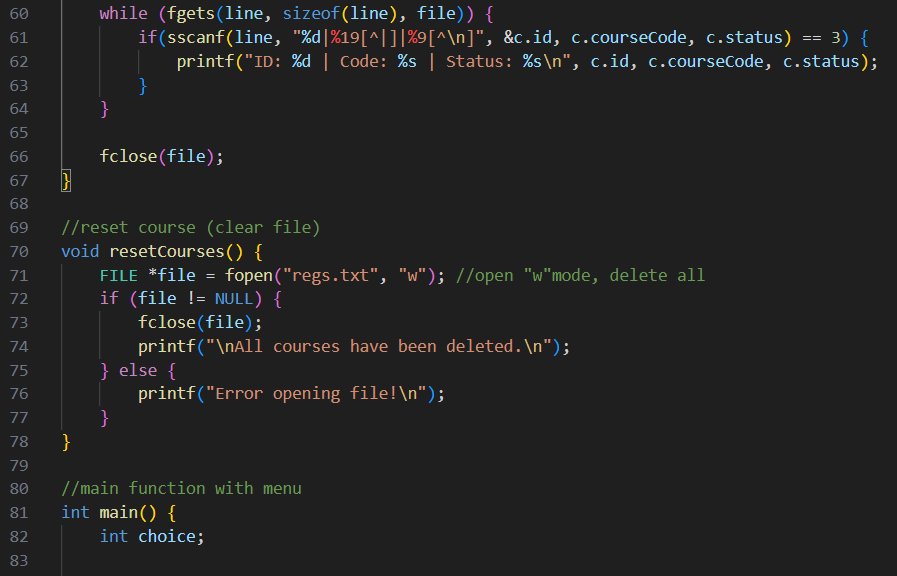 60 while (fgets(line, sizeof(line), file)) {
61 if(sscanf(line, "%d|%19[^|]|%9[^\n]", &c.id, c.courseCode, c.status) == 3) {
62 printf("ID: %d | Code: %s | Status: %s\n", c.id, c.courseCode, c.status);
63 }
64 }
65
66 fclose(file);
67 }
68
69 //reset course (clear file)
70 void resetCourses() {
71 FILE *file = fopen("regs.txt", "w"); //open "w"mode, delete all
72 if (file != NULL) {
73 fclose(file);
74 printf("\nAll courses have been deleted.\n");
75 } else {
76 printf("Error opening file!\n");
77 }
78 }
79
80 //main function with menu
81 int main() {
82 int choice;
83